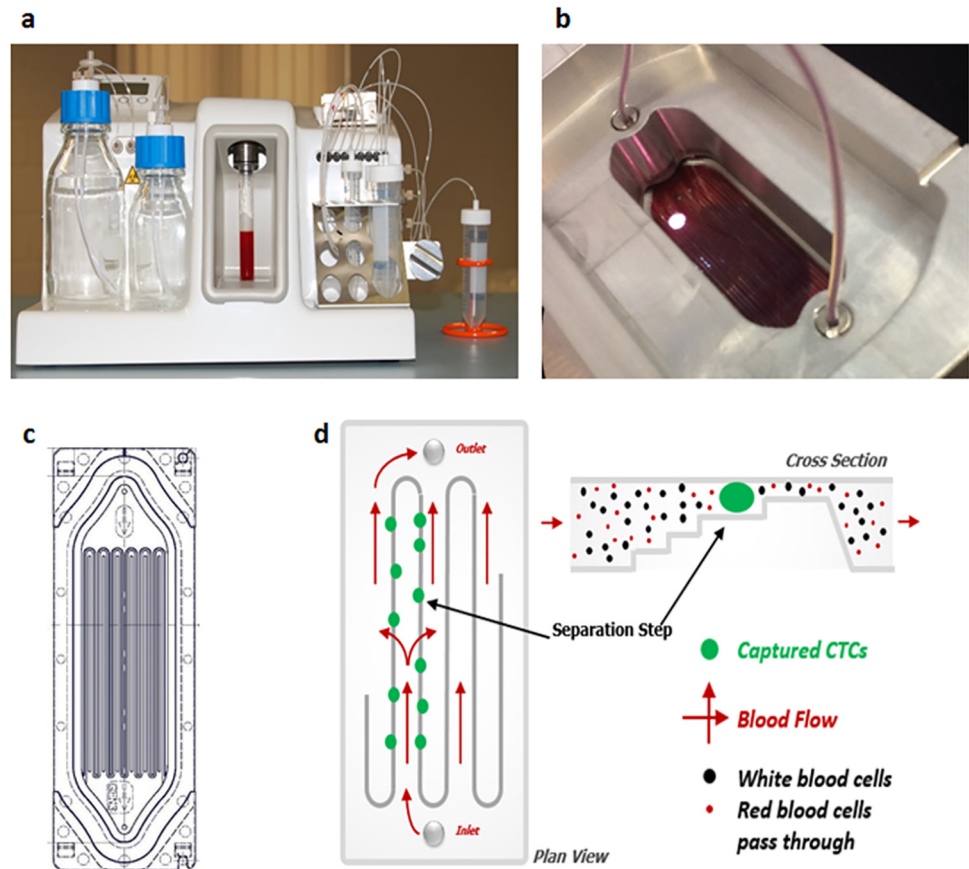 a
b
c
d
Outlet
Inlet
Plan View
Cross Section
Separation Step
Captured CTCs
Blood Flow
White blood cells
Red blood cells
pass through